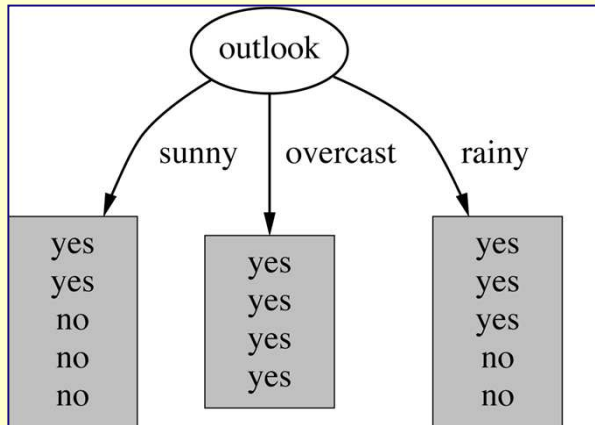 outlook
sunny
overcast
rainy
yes
yes
no
no
no
yes
yes
yes
yes
yes
yes
yes
no
no